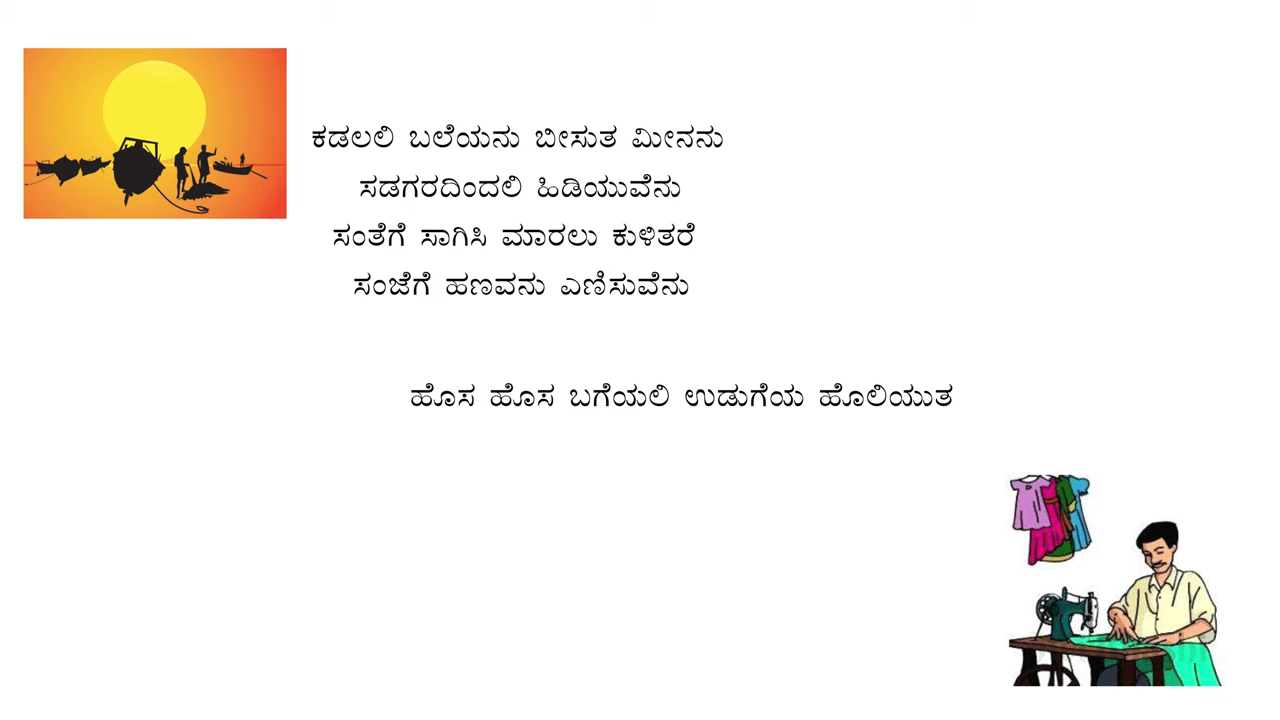 ಕಡಲಲಿ ಬಲೆಯನು ಬೀಸುತ ಮೀನನು
ಸಡಗರದಿಂದಲಿ ಹಿಡಿಯುವೆನು
ಸಂತೆಗೆ ಸಾಗಿಸಿ ಮಾರಲು ಕುಳಿತರೆ
ಸಂಜೆಗೆ ಹಣವನು ಎಣಿಸುವೆನು
ಹೊಸ ಹೊಸ ಬಗೆಯಲಿ ಉಡುಗೆಯ ಹೊಲಿಯುತ